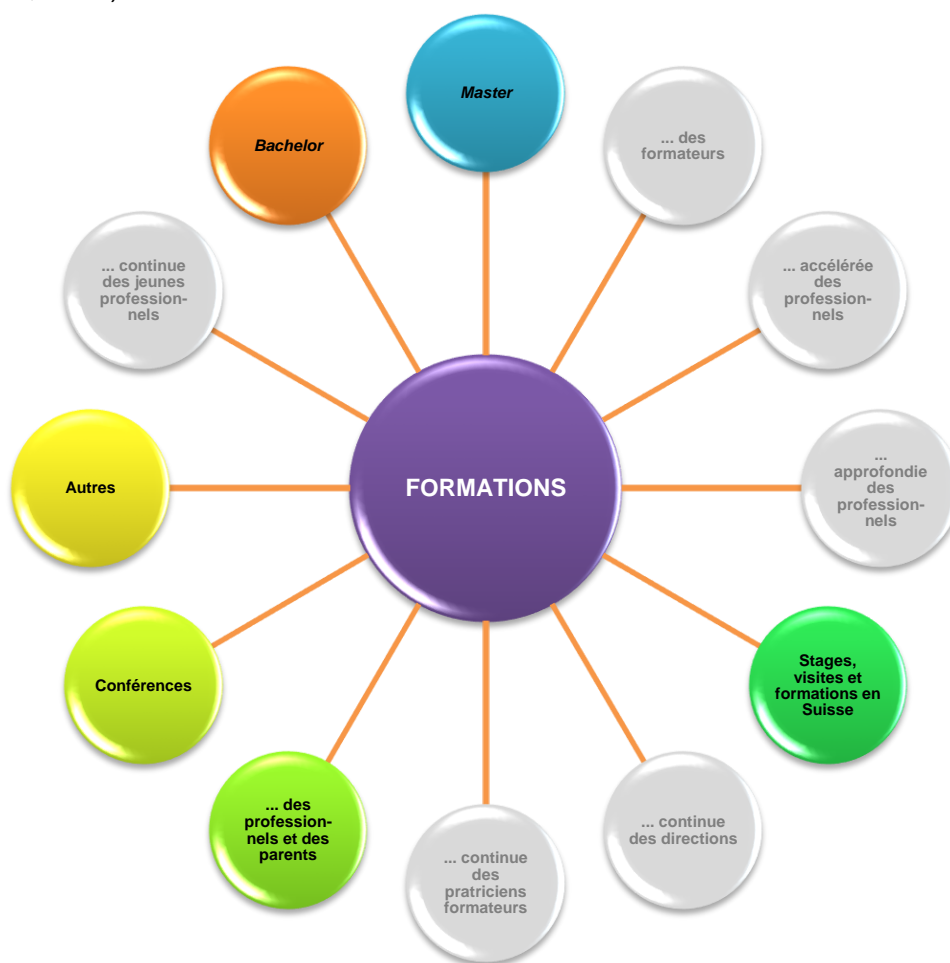 Master
... des
formateurs
... accélérée
des
profession-
nels
...
approfondie
des
profession-
nels
Stages,
visites et
formations en
Suisse
... continue
des directions
... continue
des
pratriciens
formateurs
... des
profession-
nels et des
parents
Conférences
Autres
... continue
des jeunes
profession-
nels
Bachelor
FORMATIONS